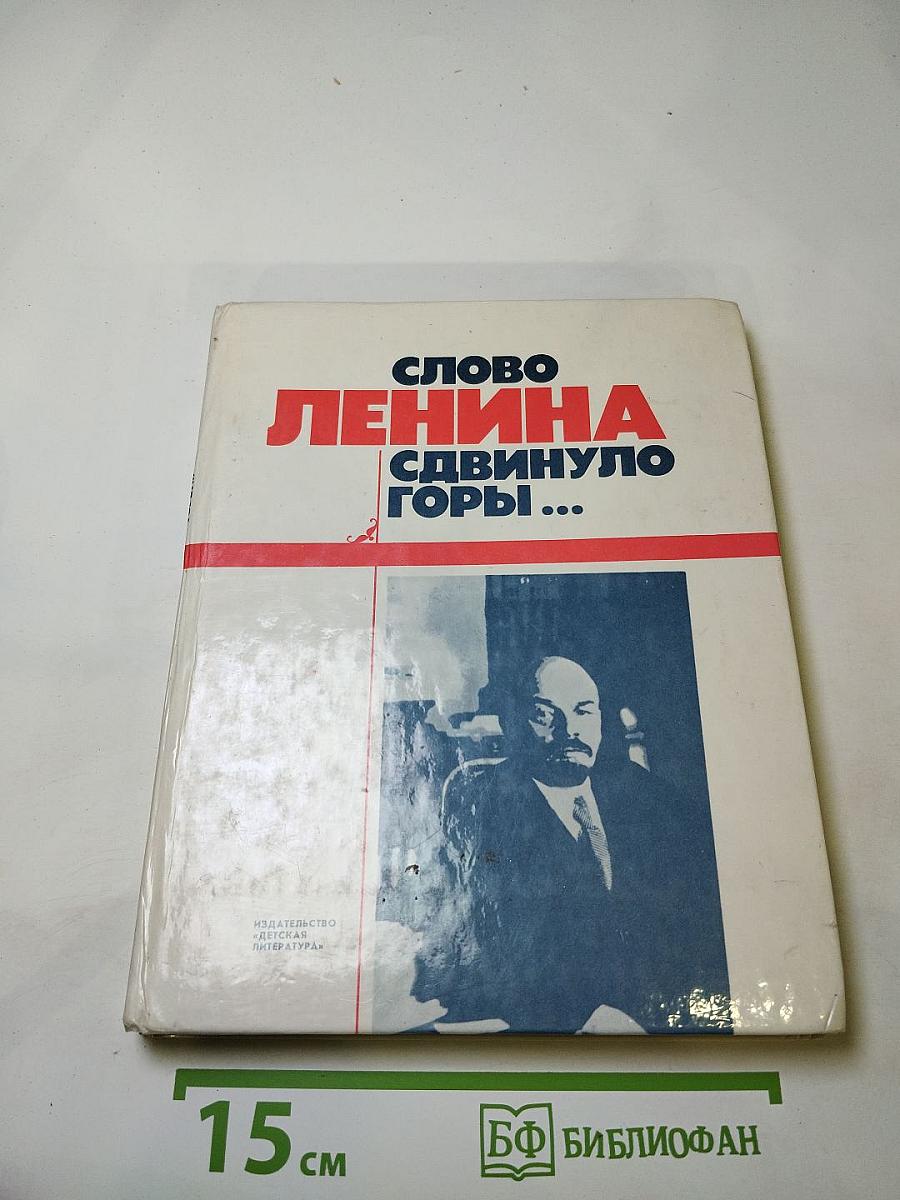 СЛОВО
ЛЕНИНА
СДВИНУЛО
ГОРЫ...
ИЗДАТЕЛЬСТВО
«ДЕТСКАЯ
ЛИТЕРАТУРА»
15 см
БФ БИБЛИОФАН